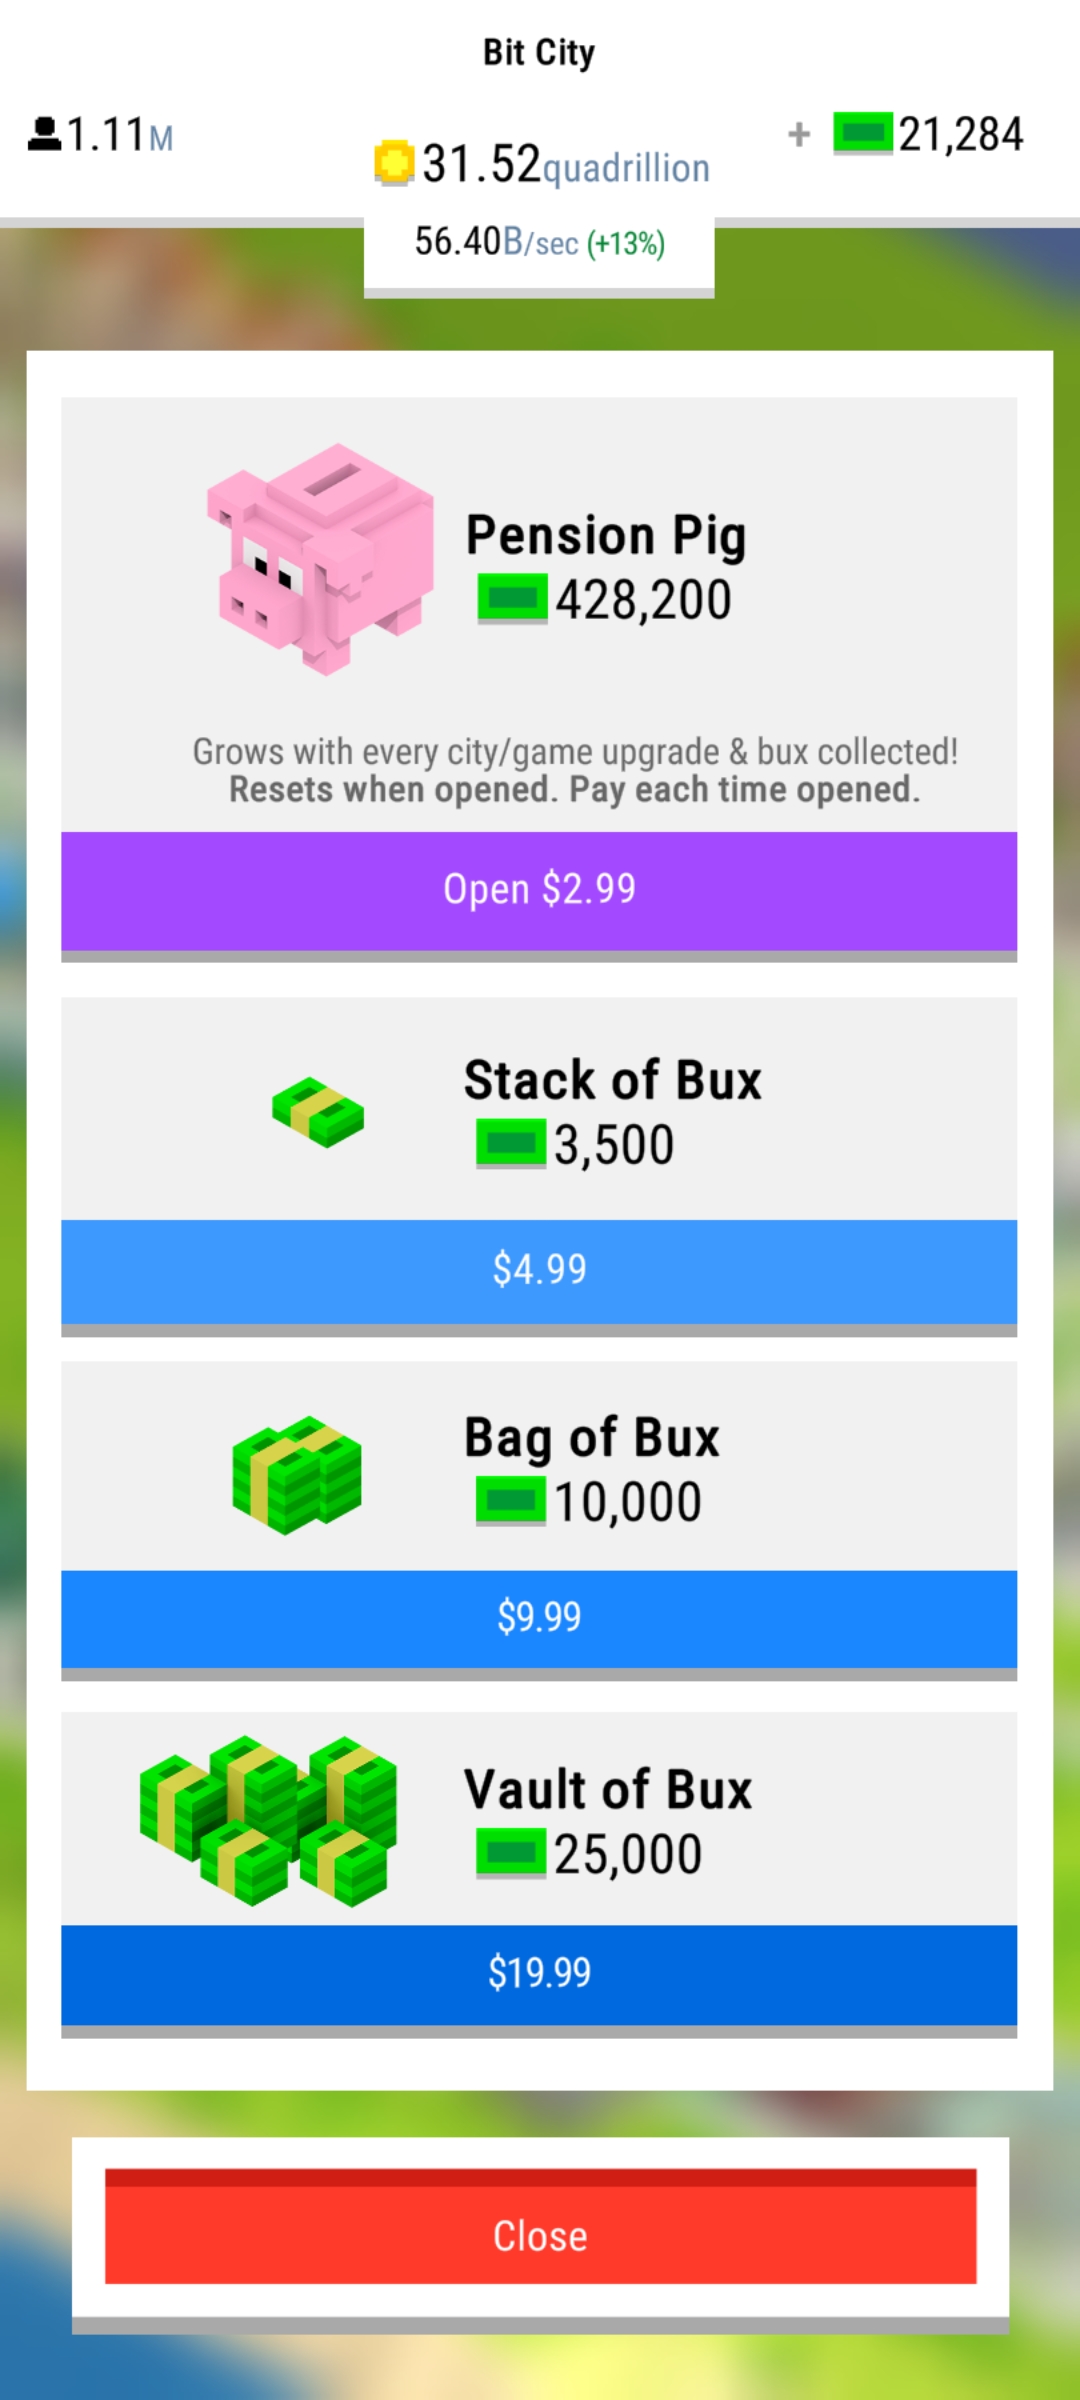 Bit City
1.11M
31.52quadrillion
+ 21,284
56.40B/sec (+13%)
Pension Pig
428,200
Grows with every city/game upgrade & bux collected!
Resets when opened. Pay each time opened.
Open $2.99
Stack of Bux
3,500
$4.99
Bag of Bux
10,000
$9.99
Vault of Bux
25,000
$19.99
Close